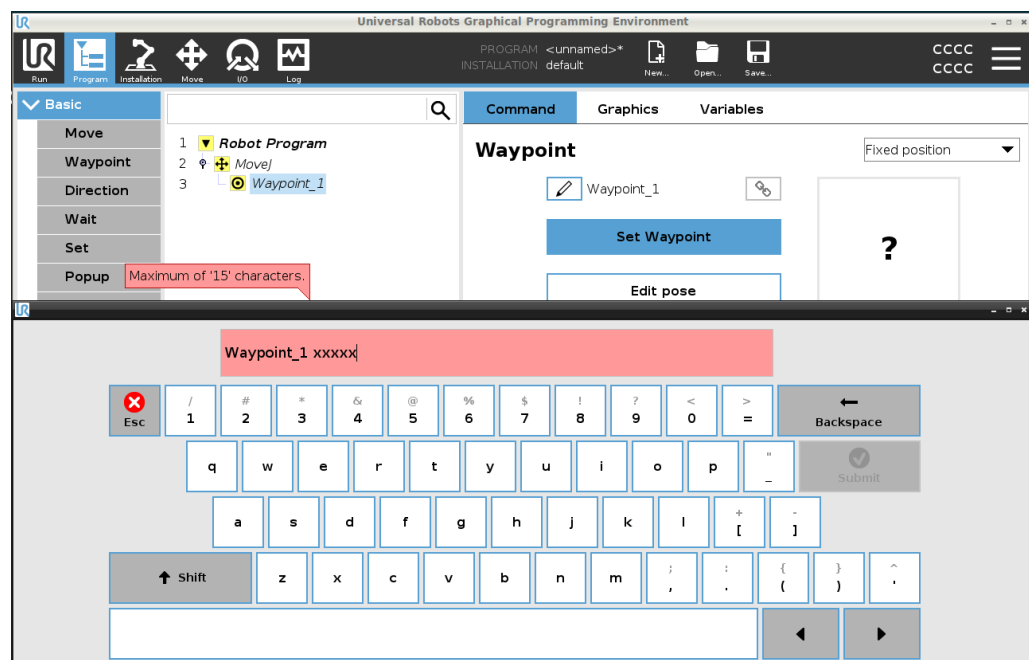 UR Universal Robots Graphical Programming Environment
UR
Run Program Installation Move I/O Log
PROGRAM <unnamed>*
INSTALLATION default
New... Open... Save...
CCCC
CCCC
Basic
Command Graphics Variables
Move
Waypoint
Direction
Wait
Set
Popup
1 Robot Program
2 MoveJ
3 Waypoint_1
Waypoint
Fixed position
Waypoint_1
Set Waypoint
?
Edit pose
Maximum of '15' characters.
UR
Waypoint_1 xxxxx
Esc
/ # * & @ % $ ! ? < >
1 2 3 4 5 6 7 8 9 0 =
Backspace
q w e r t y u i o p " _
Submit
a s d f g h j k l + [ - ]
Shift
z x c v b n m ; , : . { ( } ) ^ '